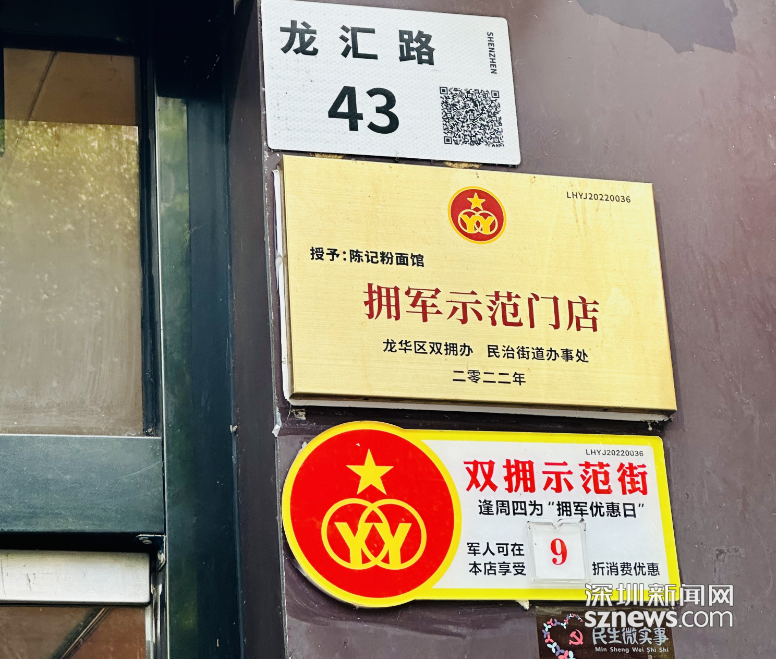 龙汇路
SHENZHEN
43
LHYJ20220036
授予：陈记粉面馆
拥军示范门店
龙华区双拥办 民治街道办事处
二零二二年
LHYJ20220036
双拥示范街
逢周四为“拥军优惠日”
军人可在
本店享受
9
折消费优惠
深圳新闻网
sznews.com
民生微实事
Min Sheng Wei Shi Shi